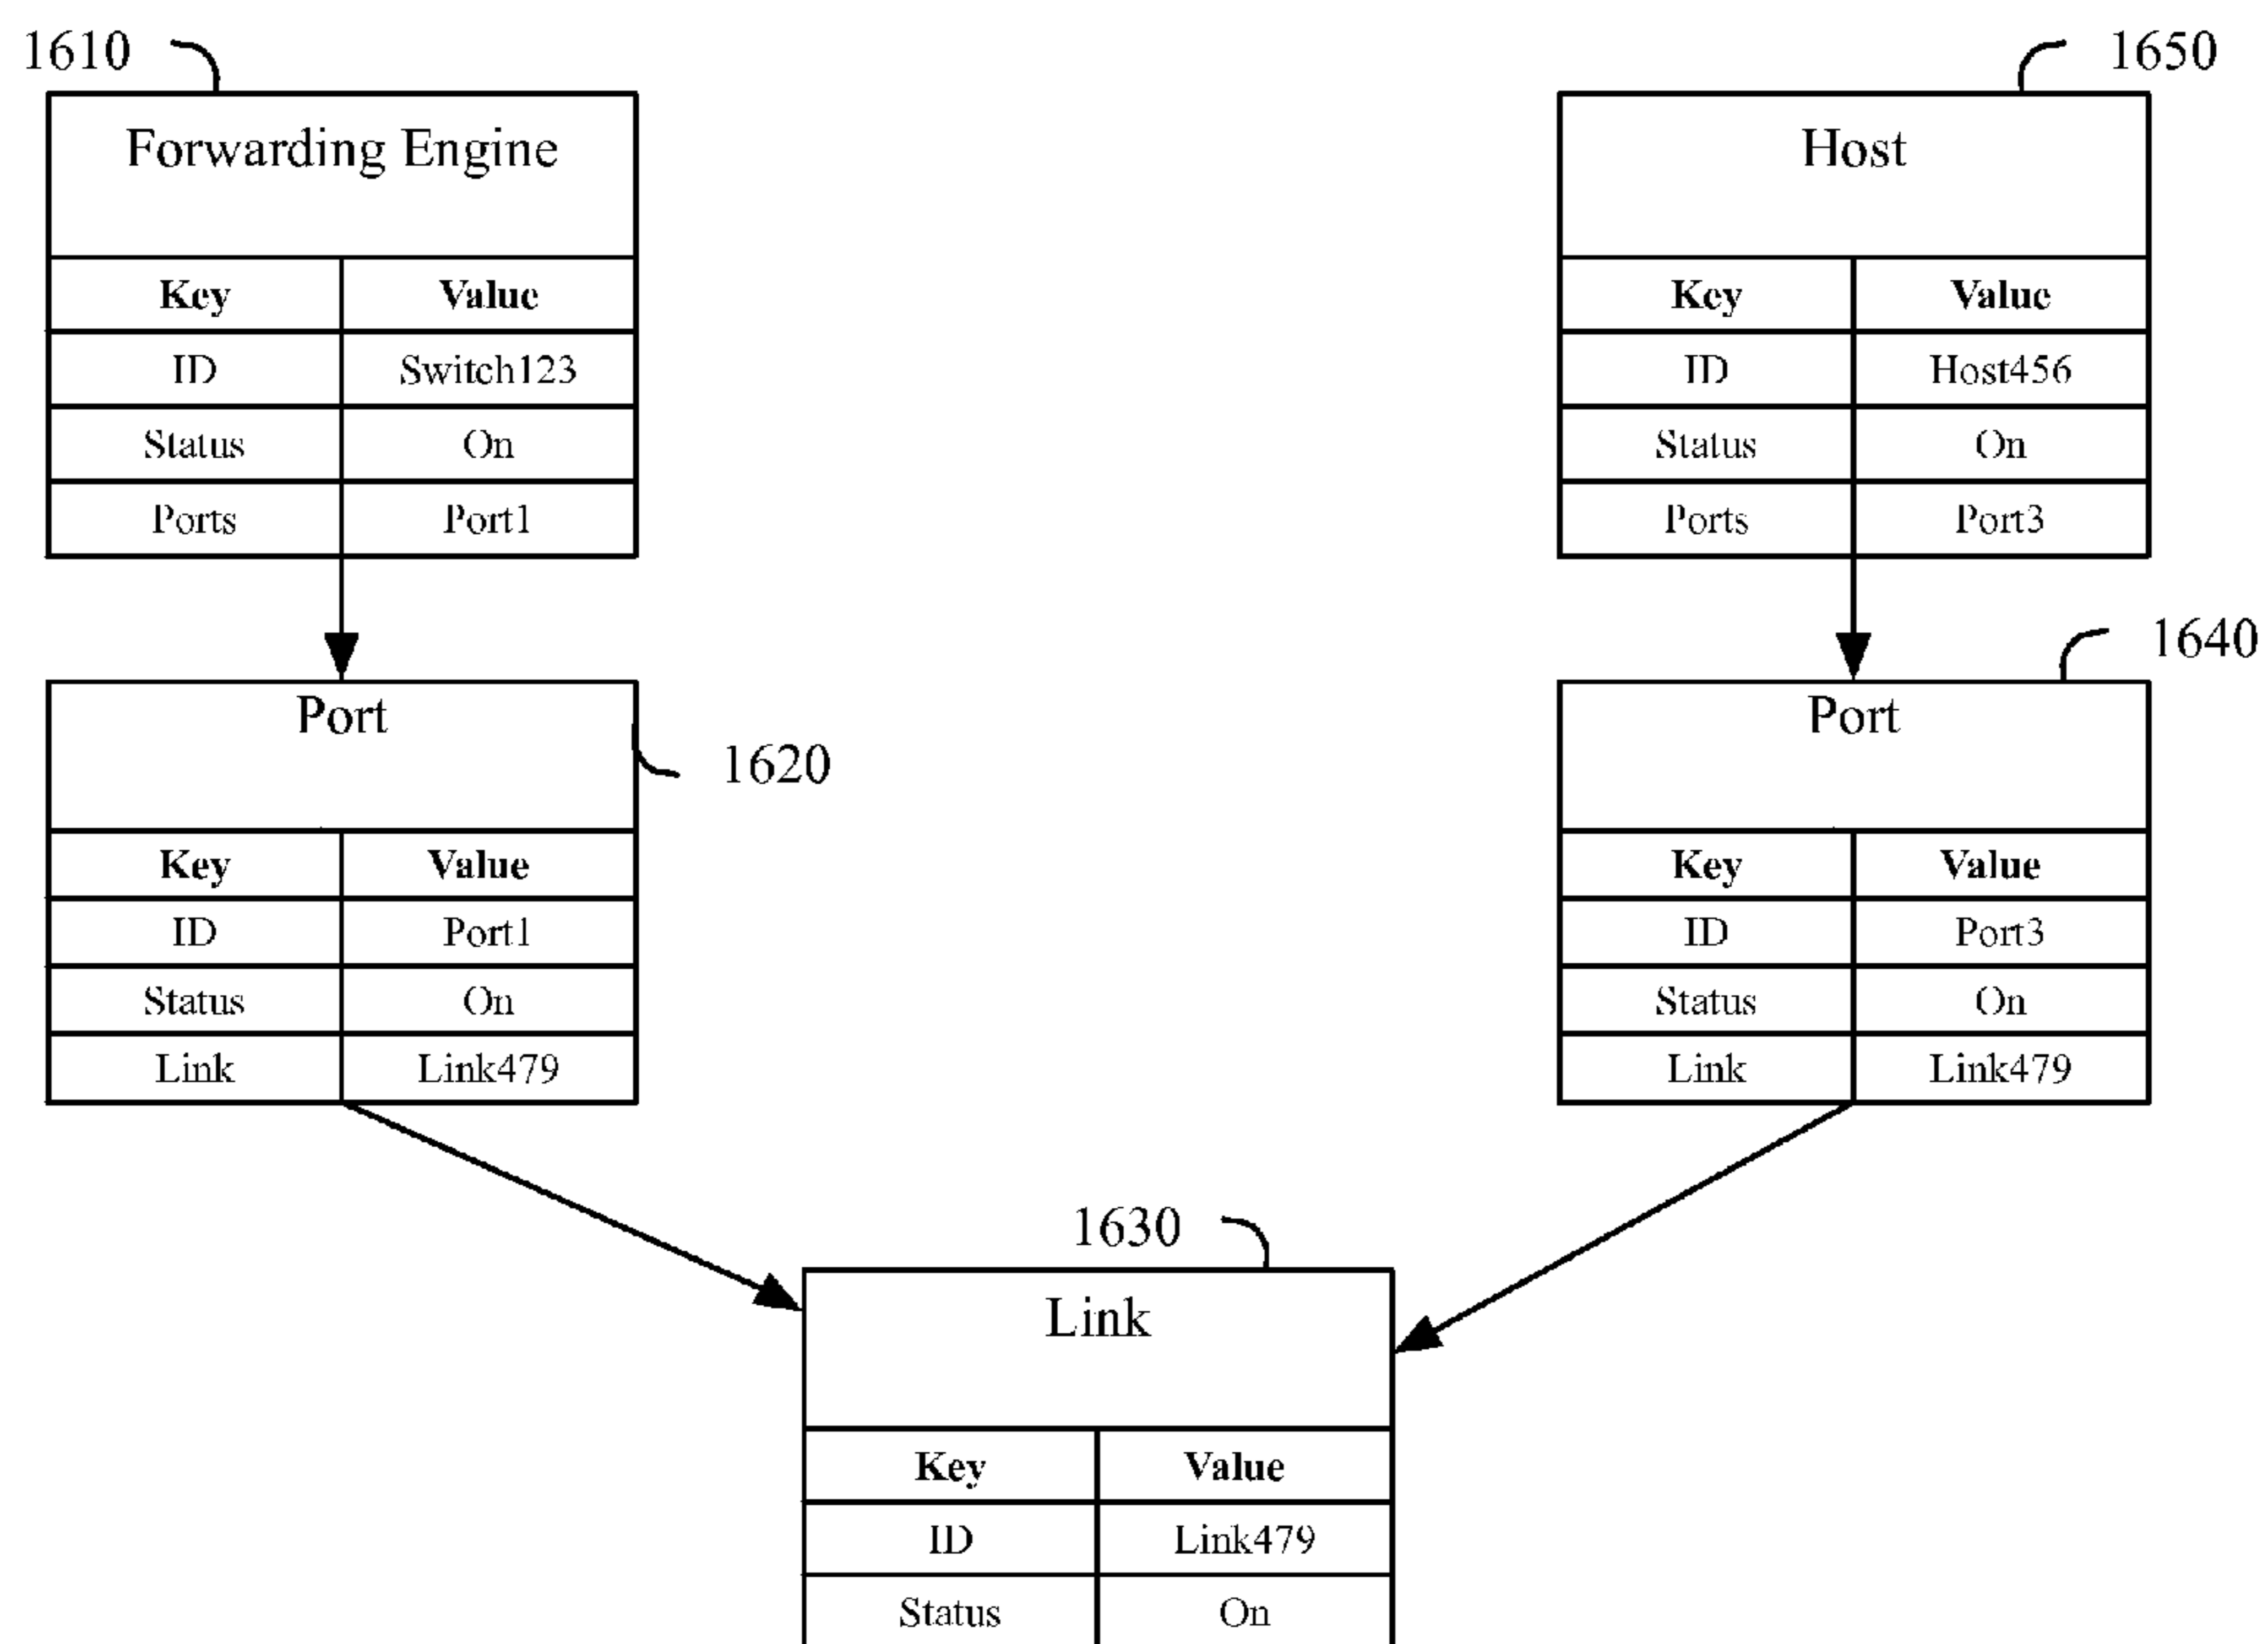 1610
Forwarding Engine
Key Value
ID Switch123
Status On
Ports Port1
1650
Host
Key Value
ID Host456
Status On
Ports Port3
Port
1620
Key Value
ID Port1
Status On
Link Link479
1640
Port
Key Value
ID Port3
Status On
Link Link479
1630
Link
Key Value
ID Link479
Status On